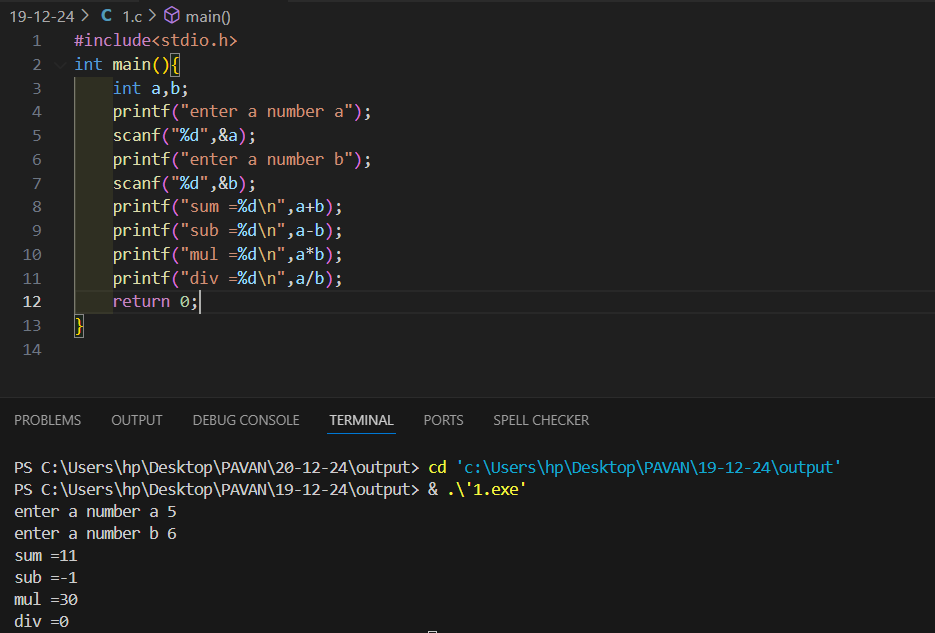 19-12-24 > C 1.c > main()
1 #include<stdio.h>
2 int main(){
3     int a,b;
4     printf("enter a number a");
5     scanf("%d",&a);
6     printf("enter a number b");
7     scanf("%d",&b);
8     printf("sum =%d\n",a+b);
9     printf("sub =%d\n",a-b);
10     printf("mul =%d\n",a*b);
11     printf("div =%d\n",a/b);
12     return 0;
13 }
14
PROBLEMS OUTPUT DEBUG CONSOLE TERMINAL PORTS SPELL CHECKER
PS C:\Users\hp\Desktop\PAVAN\20-12-24\output> cd 'c:\Users\hp\Desktop\PAVAN\19-12-24\output'
PS C:\Users\hp\Desktop\PAVAN\19-12-24\output> & .\'1.exe'
enter a number a 5
enter a number b 6
sum =11
sub =-1
mul =30
div =0